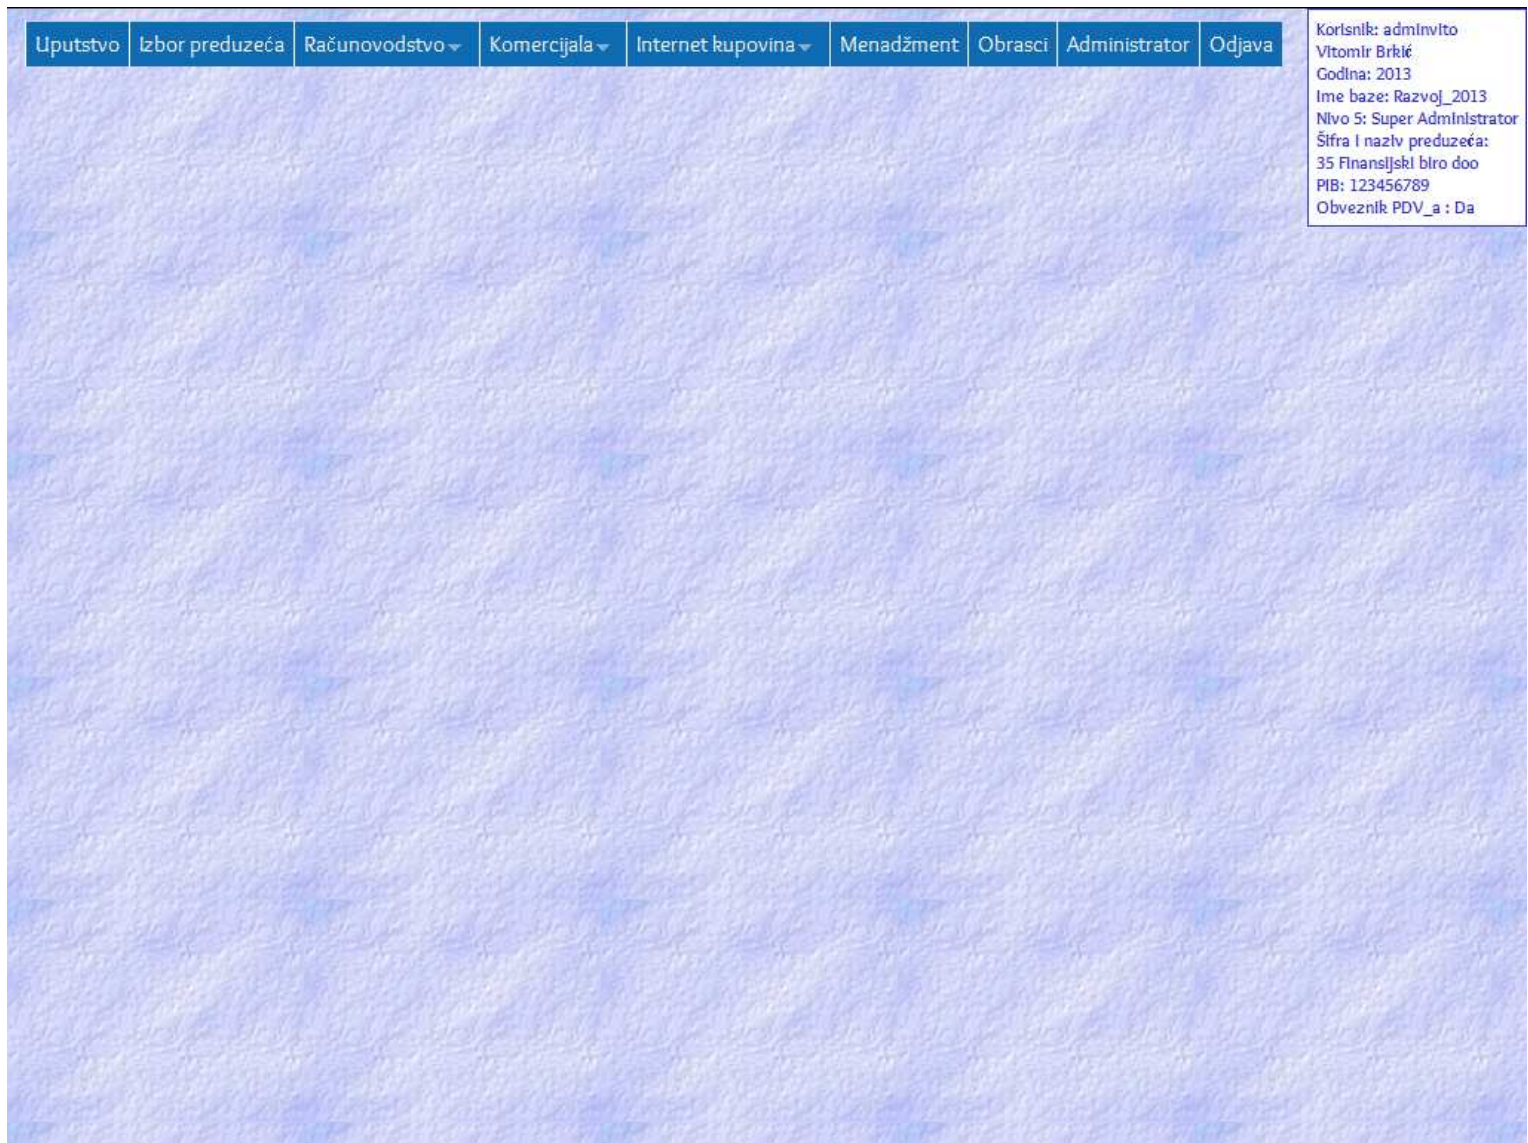 Uputstvo Izbor preduzeća Računovodstvo Komercijala Internet kupovina Menadžment Obrasci Administrator Odjava
Korisnik: adminvito
Vitomir Brkić
Godina: 2013
Ime baze: Razvoj_2013
Nivo 5: Super Administrator
Šifra i naziv preduzeća:
35 Finansijski biro doo
PIB: 123456789
Obveznik PDV_a : Da